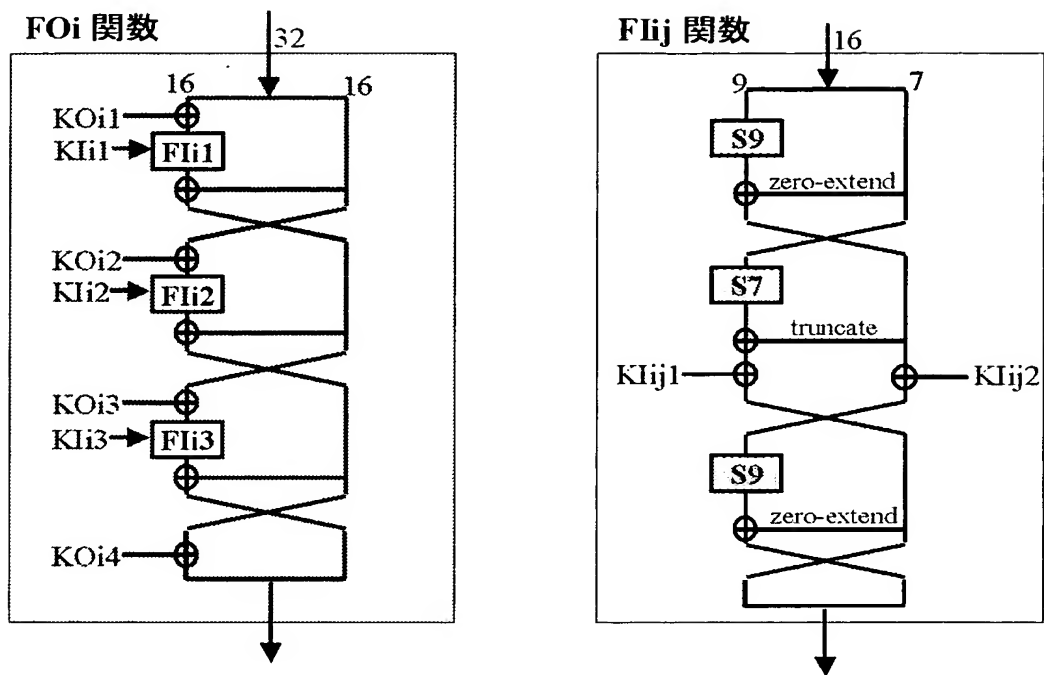 FOi 関数
32
16
16
KOi1
KIi1
FIi1
KOi2
KIi2
FIi2
KOi3
KIi3
FIi3
KOi4
FIij 関数
16
9
7
S9
zero-extend
S7
truncate
KIij1
KIij2
S9
zero-extend